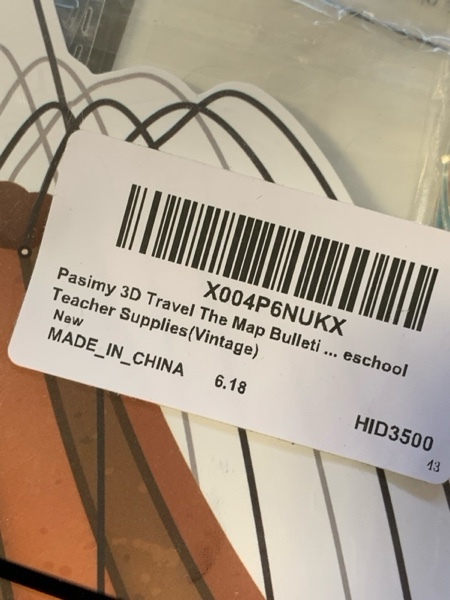 X004P6NUKX
Pasimy 3D Travel The Map Bulleti ... eschool
Teacher Supplies(Vintage)
New
MADE_IN_CHINA
6.18
HID3500
13